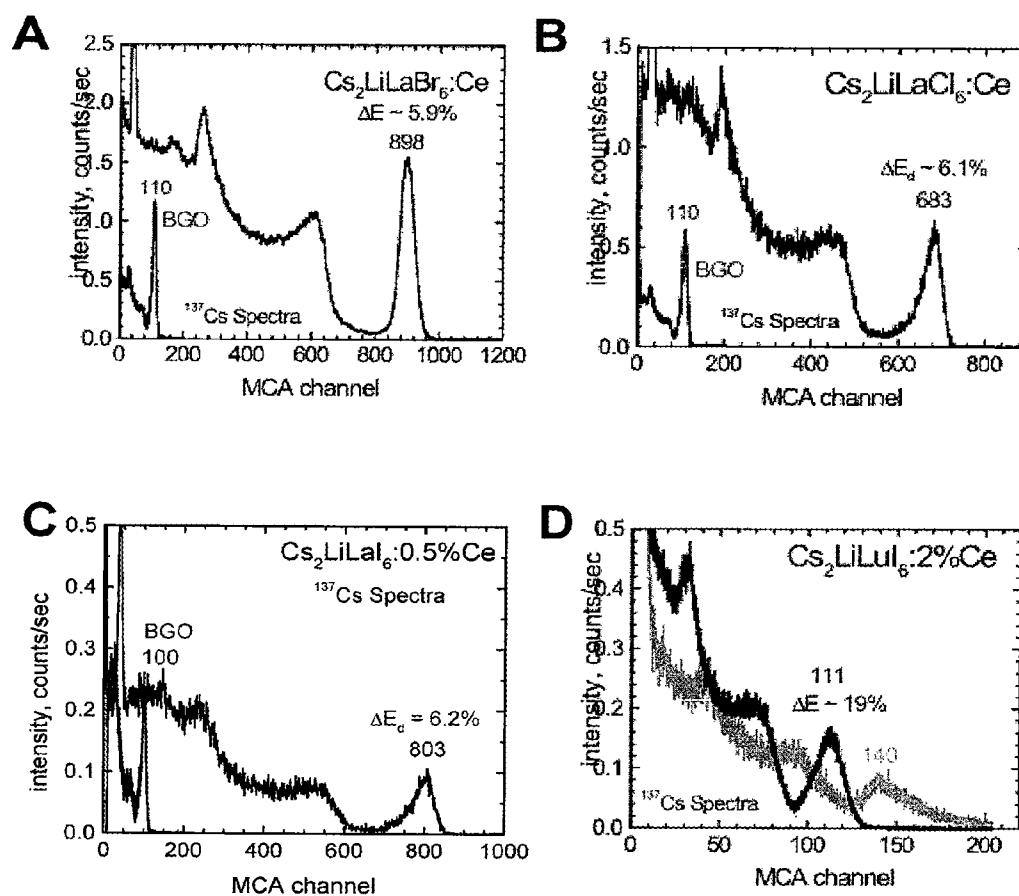 A
Cs₂LiLaBr₆:Ce
ΔE ~ 5.9%
898
110
BGO
¹³⁷Cs Spectra
intensity, counts/sec
2.5
2.0
1.5
1.0
0.5
0.0
0 200 400 600 800 1000 1200
MCA channel
B
Cs₂LiLaCl₆:Ce
ΔE_d ~ 6.1%
683
110
BGO
¹³⁷Cs Spectra
intensity, counts/sec
1.5
1.0
0.5
0.0
0 200 400 600 800
MCA channel
C
Cs₂LiLaI₆:0.5%Ce
¹³⁷Cs Spectra
BGO
100
ΔE_d = 6.2%
803
intensity, counts/sec
0.5
0.4
0.3
0.2
0.1
0.0
0 200 400 600 800 1000
MCA channel
D
Cs₂LiLuI₆:2%Ce
111
ΔE ~ 19%
140
¹³⁷Cs Spectra
intensity, counts/sec
0.5
0.4
0.3
0.2
0.1
0.0
0 50 100 150 200
MCA channel